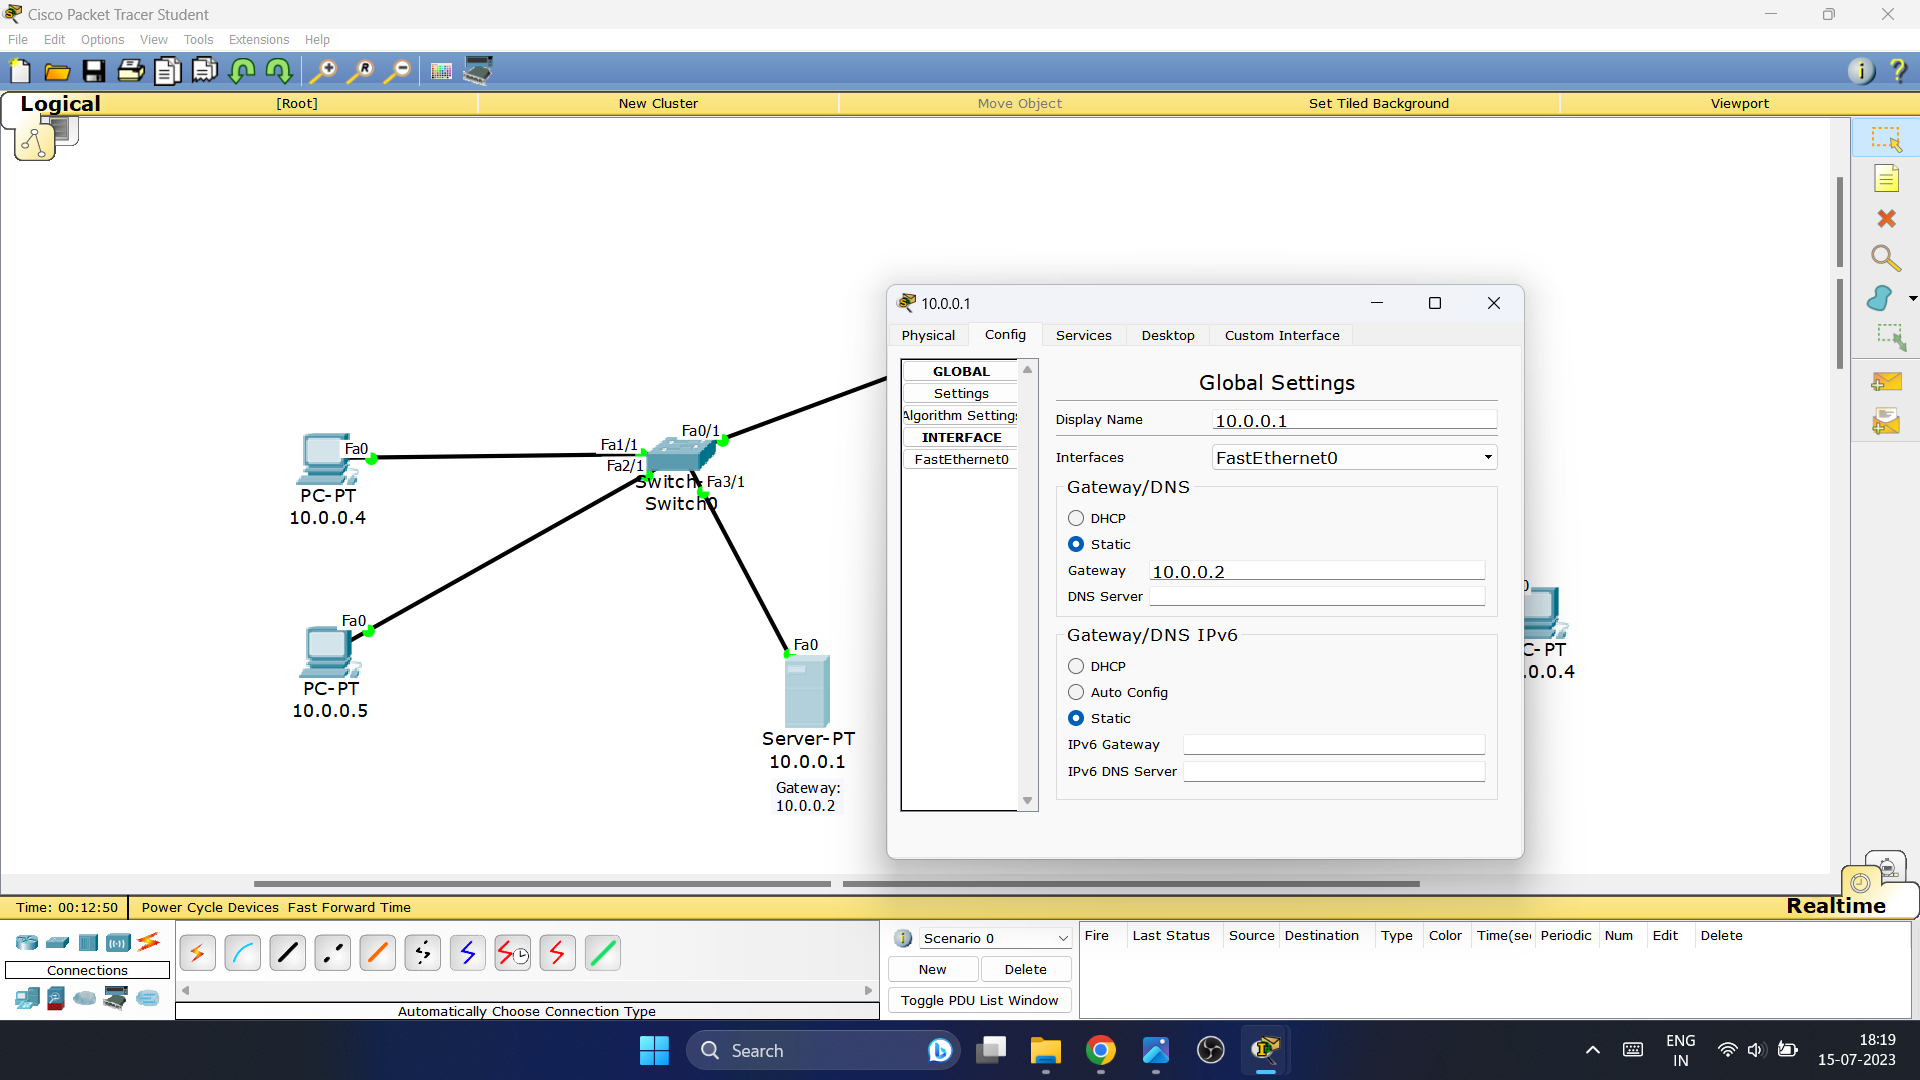 Cisco Packet Tracer Student
File Edit Options View Tools Extensions Help
Logical [Root] New Cluster Move Object Set Tiled Background Viewport
10.0.0.1
Physical Config Services Desktop Custom Interface
GLOBAL
Settings
Algorithm Settings
INTERFACE
FastEthernet0
Global Settings
Display Name 10.0.0.1
Interfaces FastEthernet0
Gateway/DNS
DHCP
Static
Gateway 10.0.0.2
DNS Server
Gateway/DNS IPv6
DHCP
Auto Config
Static
IPv6 Gateway
IPv6 DNS Server
Fa0
PC-PT
10.0.0.4
Fa1/1
Fa0/1
Fa2/1
Fa3/1
Switch-
Switch0
Fa0
PC-PT
10.0.0.5
Fa0
Server-PT
10.0.0.1
Gateway:
10.0.0.2
0
C-PT
.0.0.4
Time: 00:12:50 Power Cycle Devices Fast Forward Time
Realtime
Connections
Automatically Choose Connection Type
Scenario 0
New Delete
Toggle PDU List Window
Fire Last Status Source Destination Type Color Time(sec Periodic Num Edit Delete
Search
ENG
IN
18:19
15-07-2023